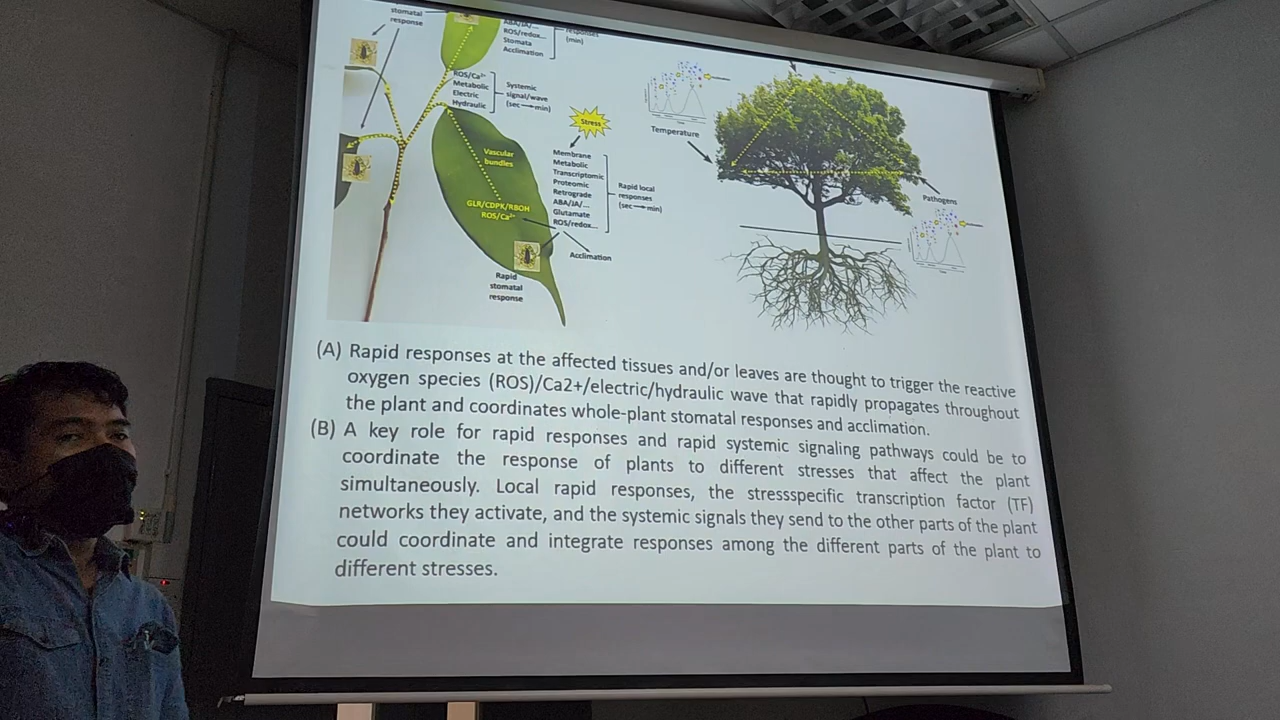 stomatal
response
ABA/JA/...
ROS/redox...
Stomata
Acclimation
responses
(min)
ROS/Ca²⁺
Metabolic
Electric
Hydraulic
Systemic
signal/wave
(sec→min)
Stress
Vascular
bundles
GLR/CDPK/RBOH
ROS/Ca²⁺
Membrane
Metabolic
Transcriptomic
Proteomic
Retrograde
ABA/JA/...
Glutamate
ROS/redox...
Rapid local
responses
(sec→min)
Acclimation
Rapid
stomatal
response
Temperature
Pathogens
(A) Rapid responses at the affected tissues and/or leaves are thought to trigger the reactive
oxygen species (ROS)/Ca2+/electric/hydraulic wave that rapidly propagates throughout
the plant and coordinates whole-plant stomatal responses and acclimation.
(B) A key role for rapid responses and rapid systemic signaling pathways could be to
coordinate the response of plants to different stresses that affect the plant
simultaneously. Local rapid responses, the stressspecific transcription factor (TF)
networks they activate, and the systemic signals they send to the other parts of the plant
could coordinate and integrate responses among the different parts of the plant to
different stresses.